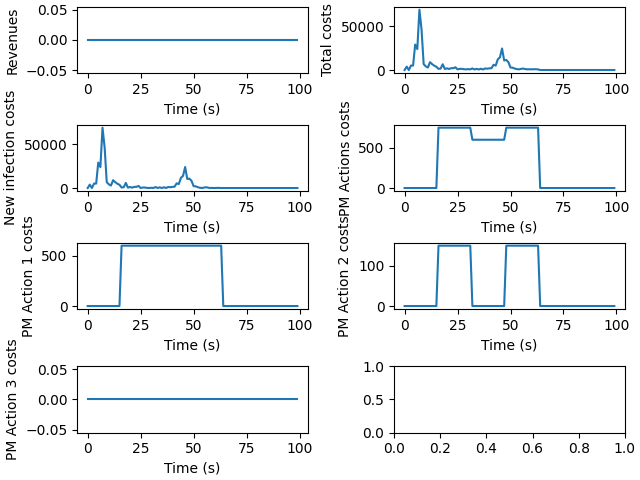 Revenues
0.05
0.00
−0.05
0 25 50 75 100
Time (s)
Total costs
50000
0
0 25 50 75 100
Time (s)
New infection costs
50000
0
0 25 50 75 100
Time (s)
PM Actions costs
500
0
0 25 50 75 100
Time (s)
PM Action 1 costs
500
0
0 25 50 75 100
Time (s)
PM Action 2 costs
100
0
0 25 50 75 100
Time (s)
PM Action 3 costs
0.05
0.00
−0.05
0 25 50 75 100
Time (s)
1.0
0.5
0.0
0.0 0.2 0.4 0.6 0.8 1.0